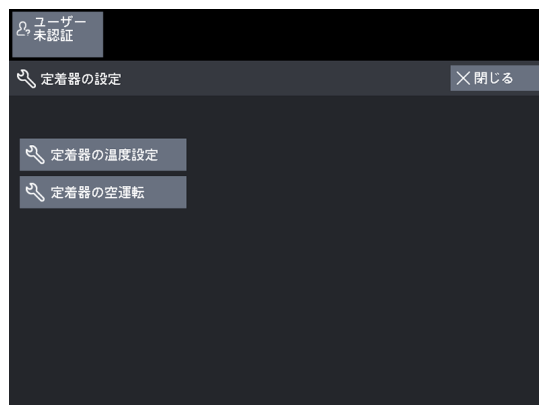 ユーザー
未認証
定着器の設定
閉じる
定着器の温度設定
定着器の空運転